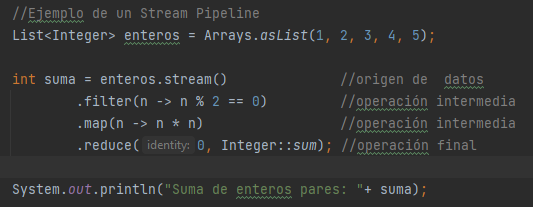 //Ejemplo de un Stream Pipeline
List<Integer> enteros = Arrays.asList(1, 2, 3, 4, 5);
int suma = enteros.stream() //origen de  datos
.filter(n -> n % 2 == 0) //operación intermedia
.map(n -> n * n) //operación intermedia
.reduce( identity: 0, Integer::sum); //operación final
System.out.println("Suma de enteros pares: "+ suma);